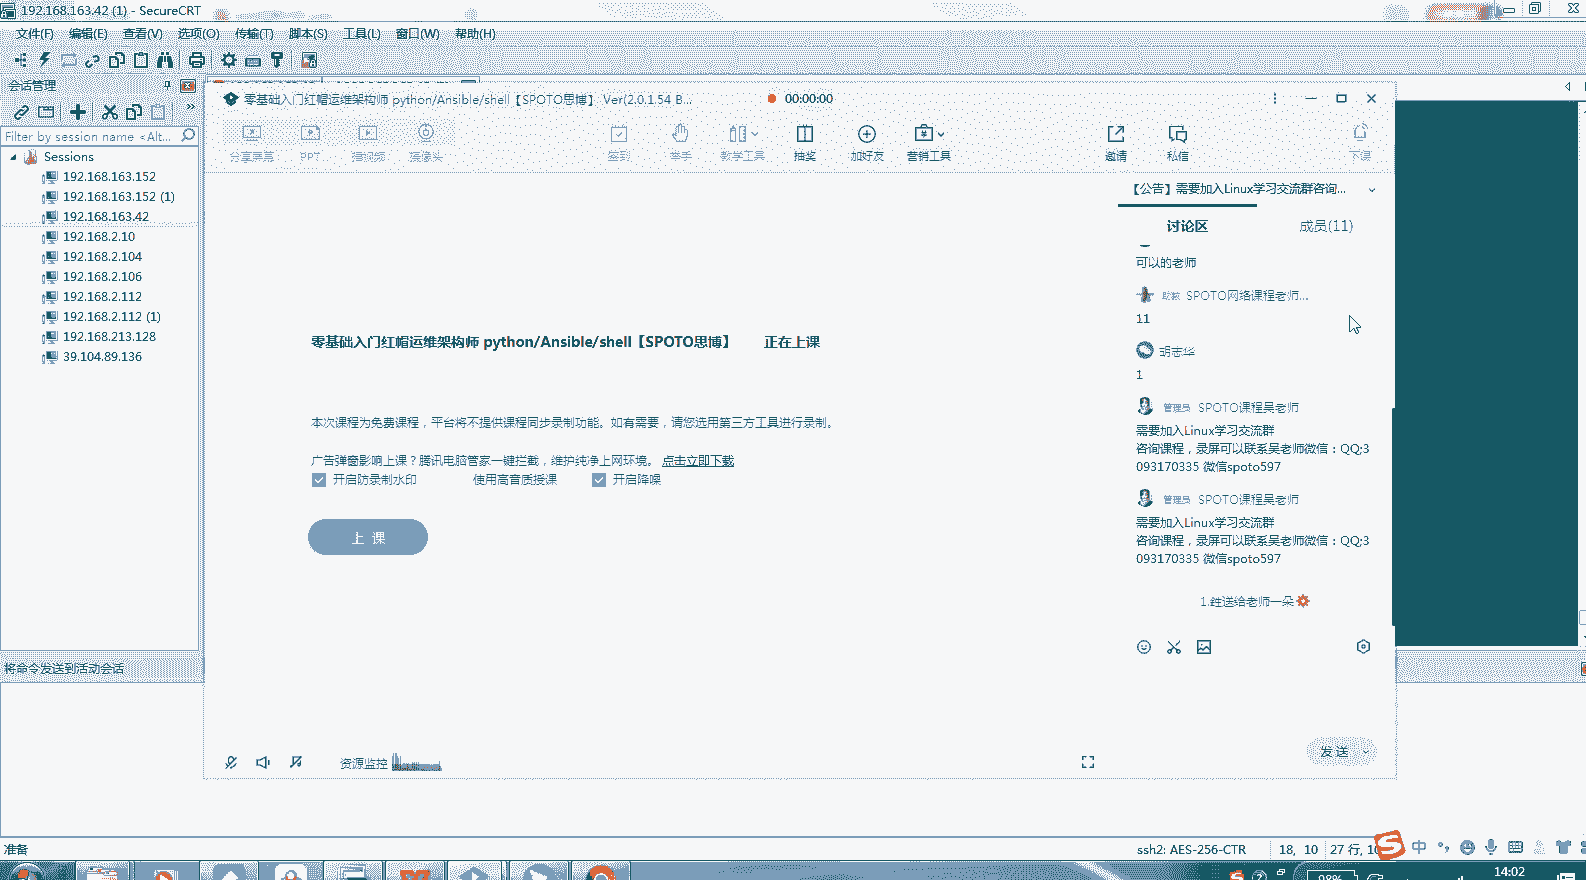 192.168.163.42 (1) - SecureCRT
文件(F) 编辑(E) 查看(V) 选项(O) 传输(T) 脚本(S) 工具(L) 窗口(W) 帮助(H)
会话管理
Filter by session name <Alt...
Sessions
192.168.163.152
192.168.163.152 (1)
192.168.163.42
192.168.2.10
192.168.2.104
192.168.2.106
192.168.2.112
192.168.2.112 (1)
192.168.213.128
39.104.89.136
将命令发送到活动会话
零基础入门红帽运维架构师 python/Ansible/shell【SPOTO思博】 Ver(2.0.1.54 B...
00:00:00
分享屏幕 PPT 播视频 摄像头 签到 举手 教学工具 抽奖 加好友 营销工具 邀请 私信 下课
零基础入门红帽运维架构师 python/Ansible/shell【SPOTO思博】 正在上课
本次课程为免费课程，平台将不提供课程同步录制功能。如有需要，请您选用第三方工具进行录制。
广告弹窗影响上课？腾讯电脑管家一键拦截，维护纯净上网环境。 点击立即下载
开启防录制水印 使用高音质授课 开启降噪
上 课
资源监控
【公告】需要加入Linux学习交流群咨询...
讨论区 成员(11)
可以的老师
助教 SPOTO网络课程老师...
11
胡志华
1
管理员 SPOTO课程吴老师
需要加入Linux学习交流群
咨询课程，录屏可以联系吴老师微信：QQ;3
093170335 微信spoto597
管理员 SPOTO课程吴老师
需要加入Linux学习交流群
咨询课程，录屏可以联系吴老师微信：QQ;3
093170335 微信spoto597
送给老师一朵
发送
准备
ssh2: AES-256-CTR 18, 10 27 行,
中
98%
14:02